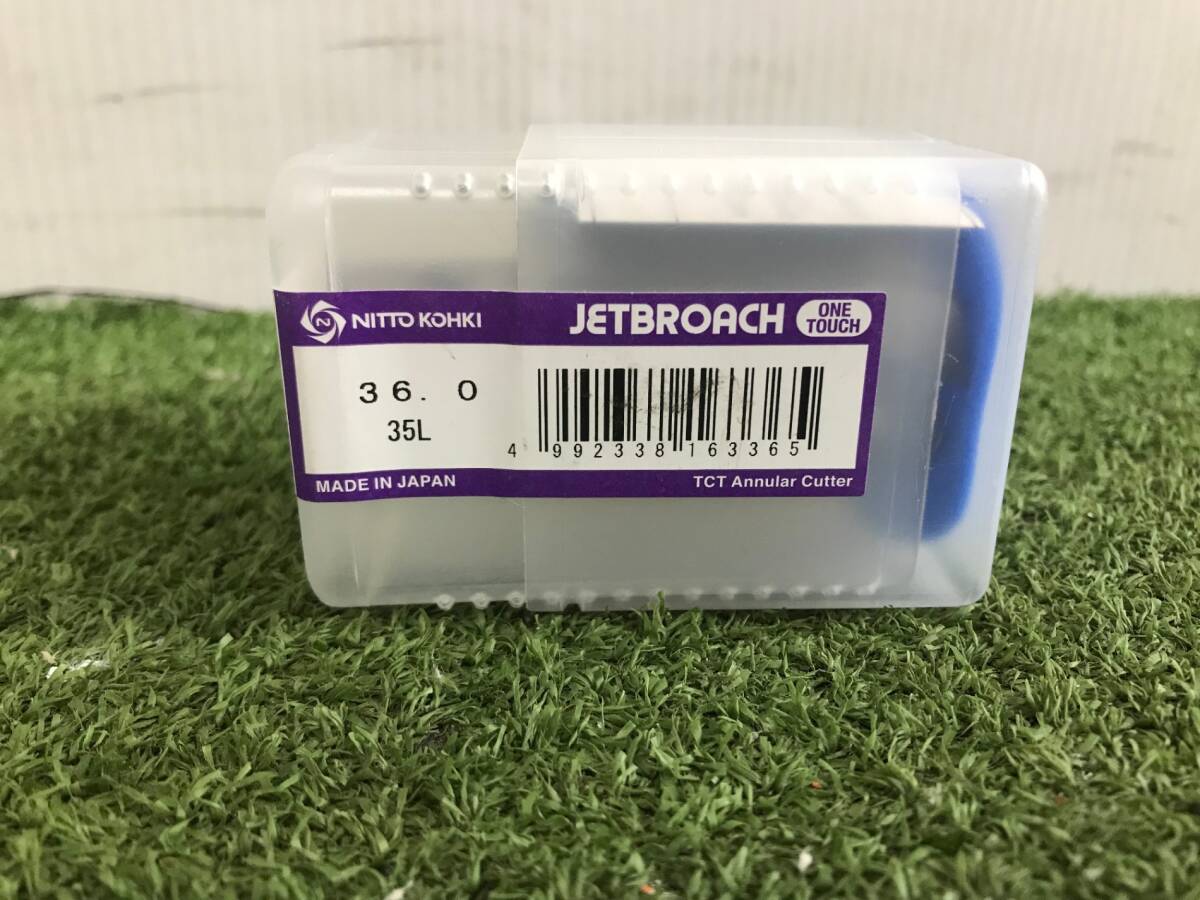 NITTO KOHKI
JETBROACH
ONE TOUCH
36.0
35L
4 992338 163365
MADE IN JAPAN
TCT Annular Cutter